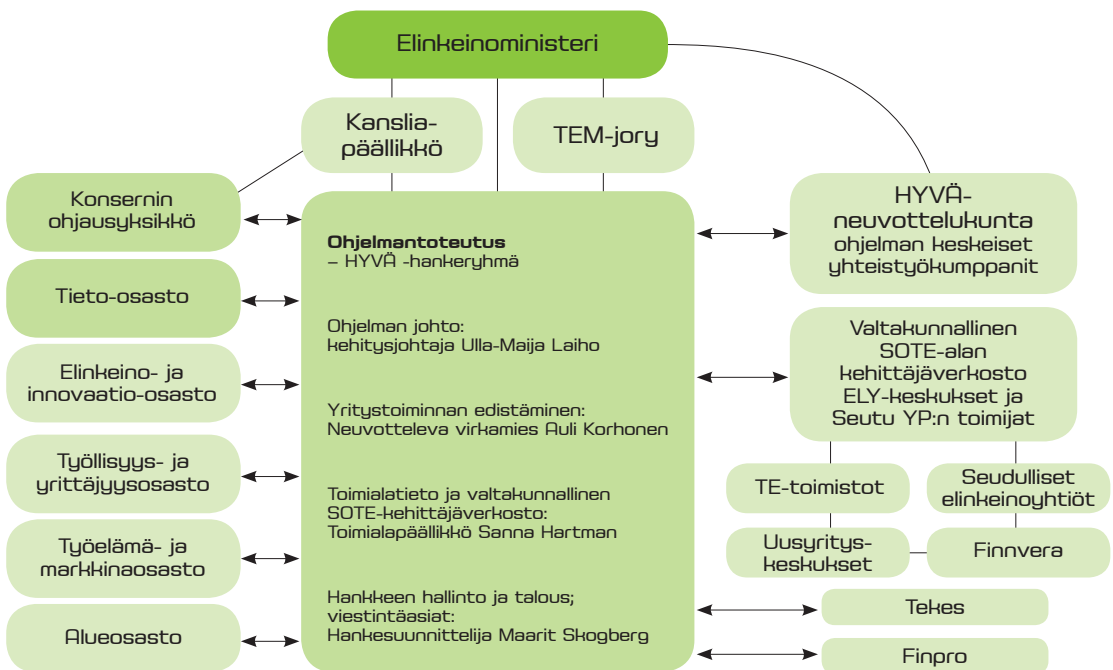 Elinkeinoministeri
Kanslia-
päällikkö
TEM-jory
Konsernin
ohjausyksikkö
Tieto-osasto
Elinkeino- ja
innovaatio-osasto
Työllisyys- ja
yrittäjyysosasto
Työelämä- ja
markkinaosasto
Alueosasto
Ohjelmantoteutus
– HYVÄ -hankeryhmä
Ohjelman johto:
kehitysjohtaja Ulla-Maija Laiho
Yritystoiminnan edistäminen:
Neuvotteleva virkamies Auli Korhonen
Toimialatieto ja valtakunnallinen
SOTE-kehittäjäverkosto:
Toimialapäällikkö Sanna Hartman
Hankkeen hallinto ja talous;
viestintäasiat:
Hankesuunnittelija Maarit Skogberg
HYVÄ-
neuvottelukunta
ohjelman keskeiset
yhteistyökumppanit
Valtakunnallinen
SOTE-alan
kehittäjäverkosto
ELY-keskukset ja
Seutu YP:n toimijat
TE-toimistot
Seudulliset
elinkeinoyhtiöt
Uusyritys-
keskukset
Finnvera
Tekes
Finpro